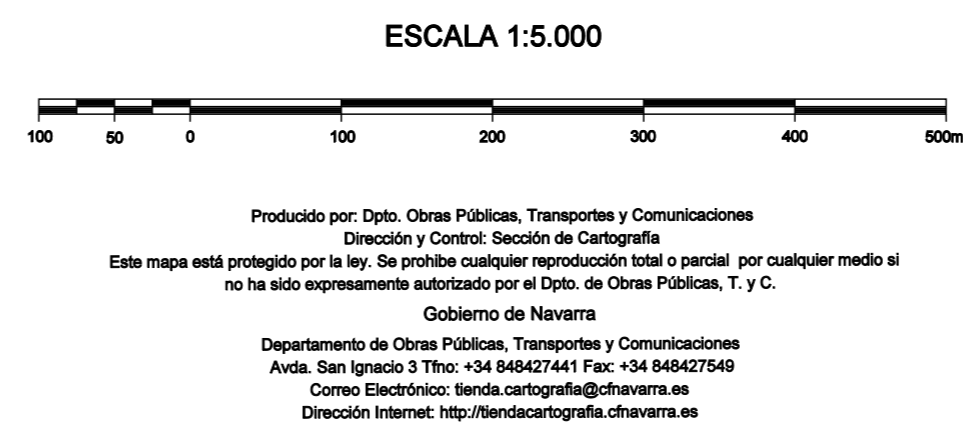 ESCALA 1:5.000
100 50 0 100 200 300 400 500m
Producido por: Dpto. Obras Públicas, Transportes y Comunicaciones
Dirección y Control: Sección de Cartografía
Este mapa está protegido por la ley. Se prohibe cualquier reproducción total o parcial por cualquier medio si
no ha sido expresamente autorizado por el Dpto. de Obras Públicas, T. y C.
Gobierno de Navarra
Departamento de Obras Públicas, Transportes y Comunicaciones
Avda. San Ignacio 3 Tfno: +34 848427441 Fax: +34 848427549
Correo Electrónico: tienda.cartografia@cfnavarra.es
Dirección Internet: http://tiendacartografia.cfnavarra.es